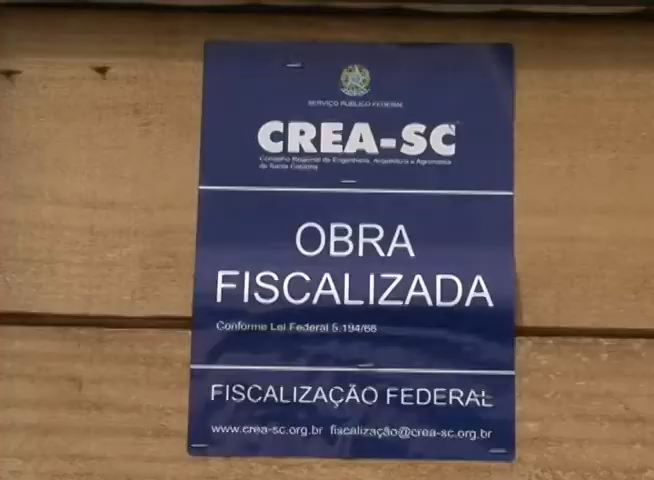 SERVIÇO PÚBLICO FEDERAL
CREA-SC
Conselho Regional de Engenharia, Arquitetura e Agronomia
de Santa Catarina
OBRA
FISCALIZADA
Conforme Lei Federal 5.194/66
FISCALIZAÇÃO FEDERAL
www.crea-sc.org.br fiscalização@crea-sc.org.br